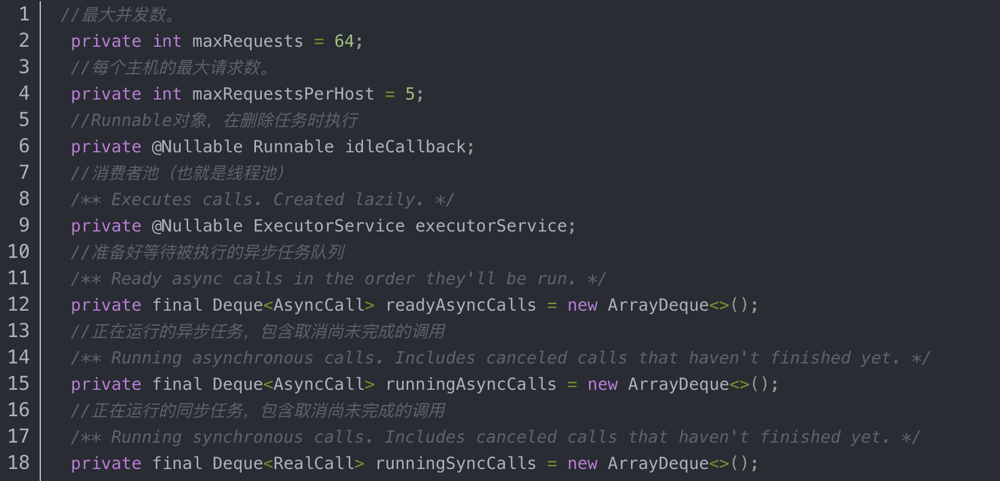 1 //最大并发数。
2 private int maxRequests = 64;
3 //每个主机的最大请求数。
4 private int maxRequestsPerHost = 5;
5 //Runnable对象，在删除任务时执行
6 private @Nullable Runnable idleCallback;
7 //消费者池（也就是线程池）
8 /** Executes calls. Created lazily. */
9 private @Nullable ExecutorService executorService;
10 //准备好等待被执行的异步任务队列
11 /** Ready async calls in the order they'll be run. */
12 private final Deque<AsyncCall> readyAsyncCalls = new ArrayDeque<>();
13 //正在运行的异步任务，包含取消尚未完成的调用
14 /** Running asynchronous calls. Includes canceled calls that haven't finished yet. */
15 private final Deque<AsyncCall> runningAsyncCalls = new ArrayDeque<>();
16 //正在运行的同步任务，包含取消尚未完成的调用
17 /** Running synchronous calls. Includes canceled calls that haven't finished yet. */
18 private final Deque<RealCall> runningSyncCalls = new ArrayDeque<>();